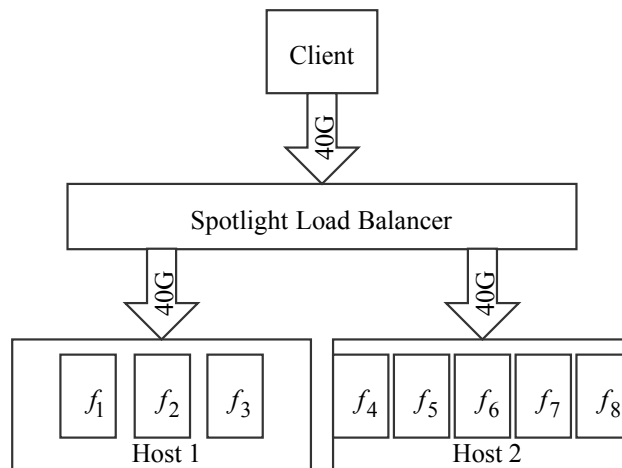 Client
40G
Spotlight Load Balancer
40G 40G
f1 f2 f3 f4 f5 f6 f7 f8
Host 1 Host 2